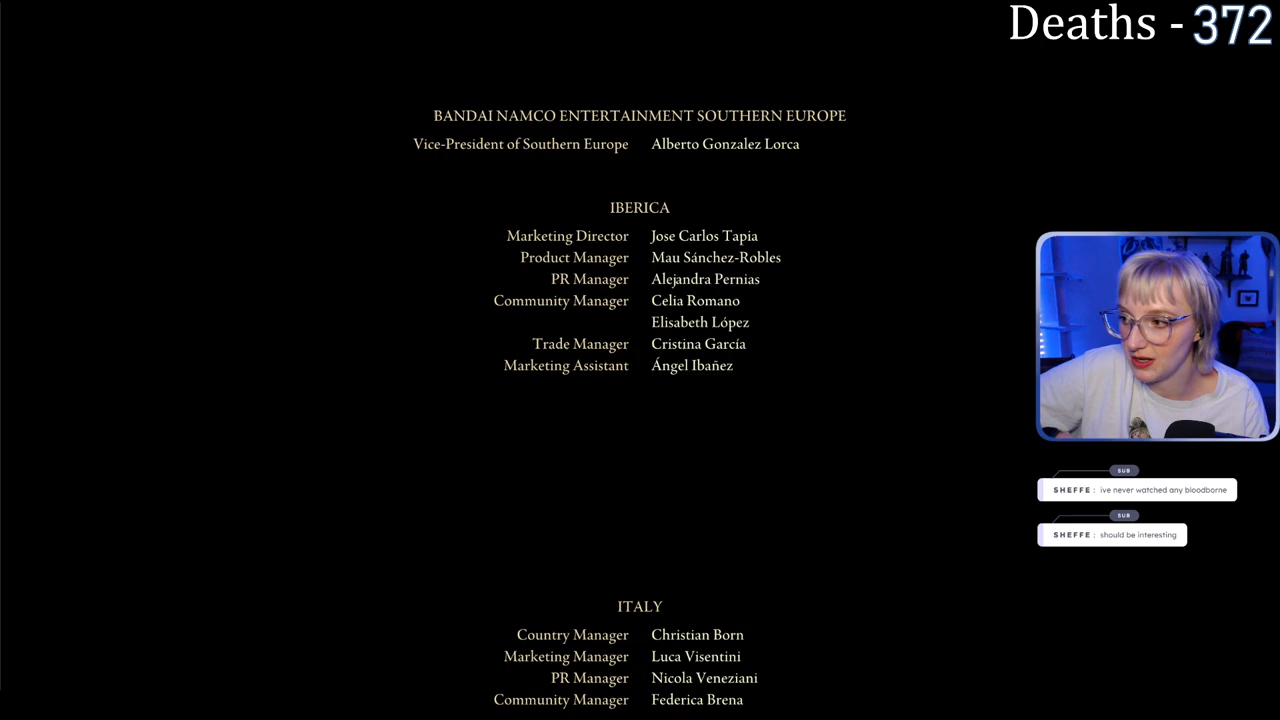 Deaths - 372
BANDAI NAMCO ENTERTAINMENT SOUTHERN EUROPE
Vice-President of Southern Europe Alberto Gonzalez Lorca
IBERICA
Marketing Director Jose Carlos Tapia
Product Manager Mau Sánchez-Robles
PR Manager Alejandra Pernias
Community Manager Celia Romano
Elisabeth López
Trade Manager Cristina García
Marketing Assistant Ángel Ibañez
SUB
SHEFFE : ive never watched any bloodborne
SUB
SHEFFE : should be interesting
ITALY
Country Manager Christian Born
Marketing Manager Luca Visentini
PR Manager Nicola Veneziani
Community Manager Federica Brena